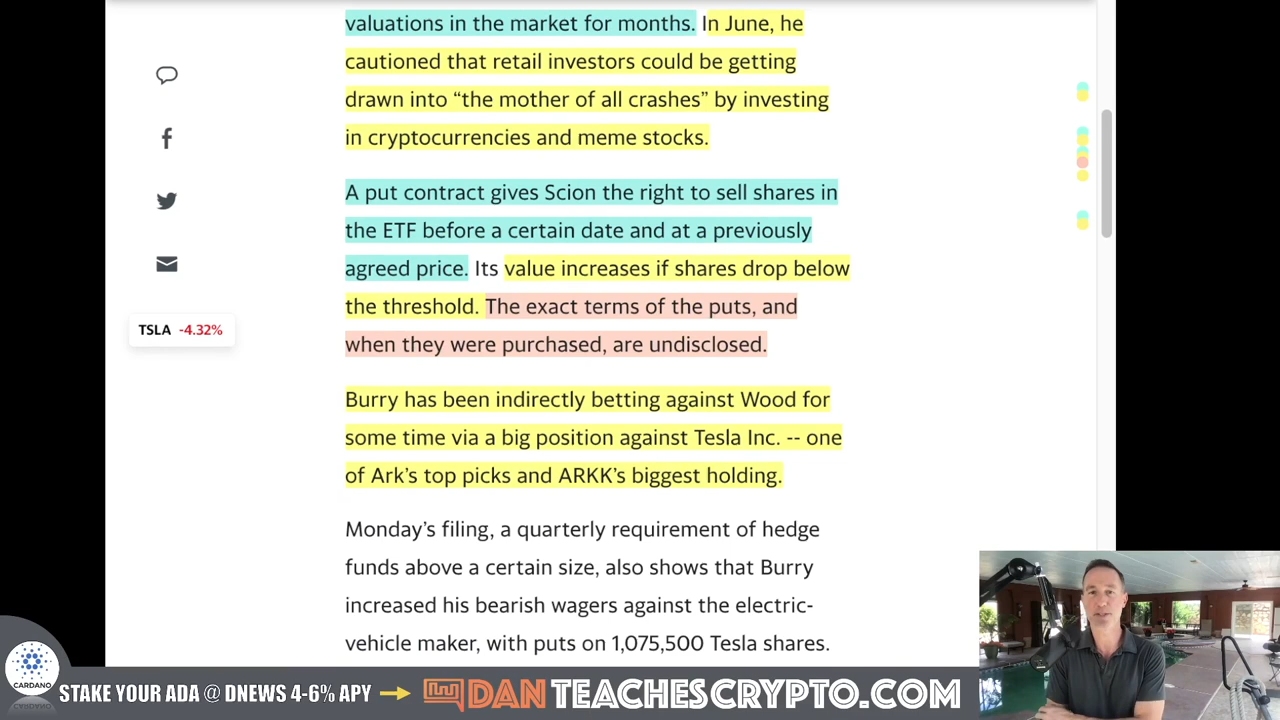 valuations in the market for months. In June, he
cautioned that retail investors could be getting
drawn into “the mother of all crashes” by investing
in cryptocurrencies and meme stocks.
A put contract gives Scion the right to sell shares in
the ETF before a certain date and at a previously
agreed price. Its value increases if shares drop below
the threshold. The exact terms of the puts, and
when they were purchased, are undisclosed.
TSLA -4.32%
Burry has been indirectly betting against Wood for
some time via a big position against Tesla Inc. -- one
of Ark’s top picks and ARKK’s biggest holding.
Monday’s filing, a quarterly requirement of hedge
funds above a certain size, also shows that Burry
increased his bearish wagers against the electric-
vehicle maker, with puts on 1,075,500 Tesla shares.
CARDANO
STAKE YOUR ADA @ DNEWS 4-6% APY
DANTEACHESCRYPTO.COM